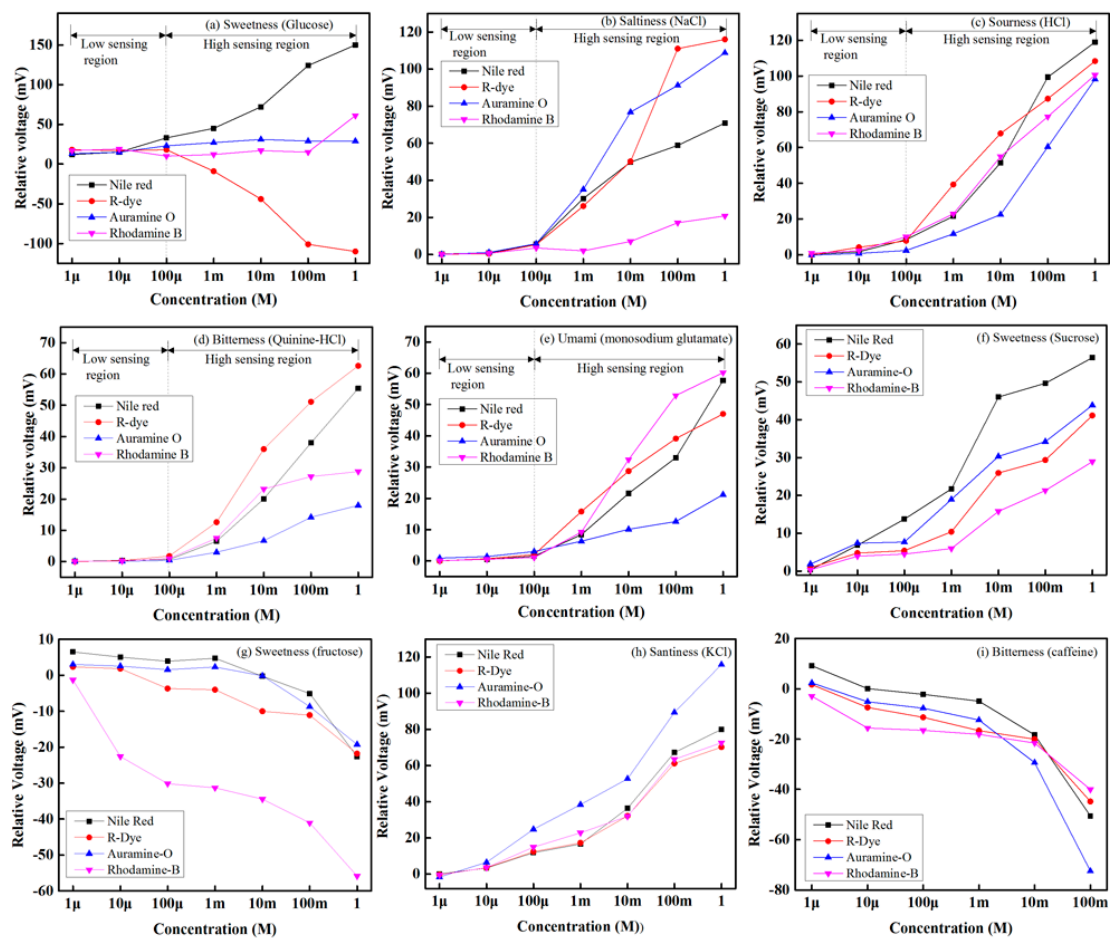 (a) Sweetness (Glucose)
Low sensing region
High sensing region
Relative voltage (mV)
150
100
50
0
-50
-100
Nile red
R-dye
Auramine O
Rhodamine B
1μ 10μ 100μ 1m 10m 100m 1
Concentration (M)
(b) Saltiness (NaCl)
Low sensing region
High sensing region
Relative voltage (mV)
120
100
80
60
40
20
0
Nile red
R-dye
Auramine O
Rhodamine B
1μ 10μ 100μ 1m 10m 100m 1
Concentration (M)
(c) Sourness (HCl)
Low sensing region
High sensing region
Relative voltage (mV)
120
100
80
60
40
20
0
Nile red
R-dye
Auramine O
Rhodamine B
1μ 10μ 100μ 1m 10m 100m 1
Concentration (M)
(d) Bitterness (Quinine-HCl)
Low sensing region
High sensing region
Relative voltage (mV)
70
60
50
40
30
20
10
0
Nile red
R-dye
Auramine O
Rhodamine B
1μ 10μ 100μ 1m 10m 100m 1
Concentration (M)
(e) Umami (monosodium glutamate)
Low sensing region
High sensing region
Relative voltage (mV)
70
60
50
40
30
20
10
0
Nile red
R-dye
Auramine O
Rhodamine B
1μ 10μ 100μ 1m 10m 100m 1
Concentration (M)
(f) Sweetness (Sucrose)
Relative Voltage (mV)
60
50
40
30
20
10
0
Nile Red
R-Dye
Auramine-O
Rhodamine-B
1μ 10μ 100μ 1m 10m 100m 1
Concentration (M)
(g) Sweetness (fructose)
Relative Voltage (mV)
10
0
-10
-20
-30
-40
-50
-60
Nile Red
R-Dye
Auramine-O
Rhodamine-B
1μ 10μ 100μ 1m 10m 100m 1
Concentration (M)
(h) Santiness (KCl)
Relative Voltage (mV)
120
100
80
60
40
20
0
Nile Red
R-Dye
Auramine-O
Rhodamine-B
1μ 10μ 100μ 1m 10m 100m 1
Concentration (M))
(i) Bitterness (caffeine)
Relative Voltage (mV)
20
0
-20
-40
-60
-80
Nile Red
R-Dye
Auramine-O
Rhodamine-B
1μ 10μ 100μ 1m 10m 100m
Concentration (M)